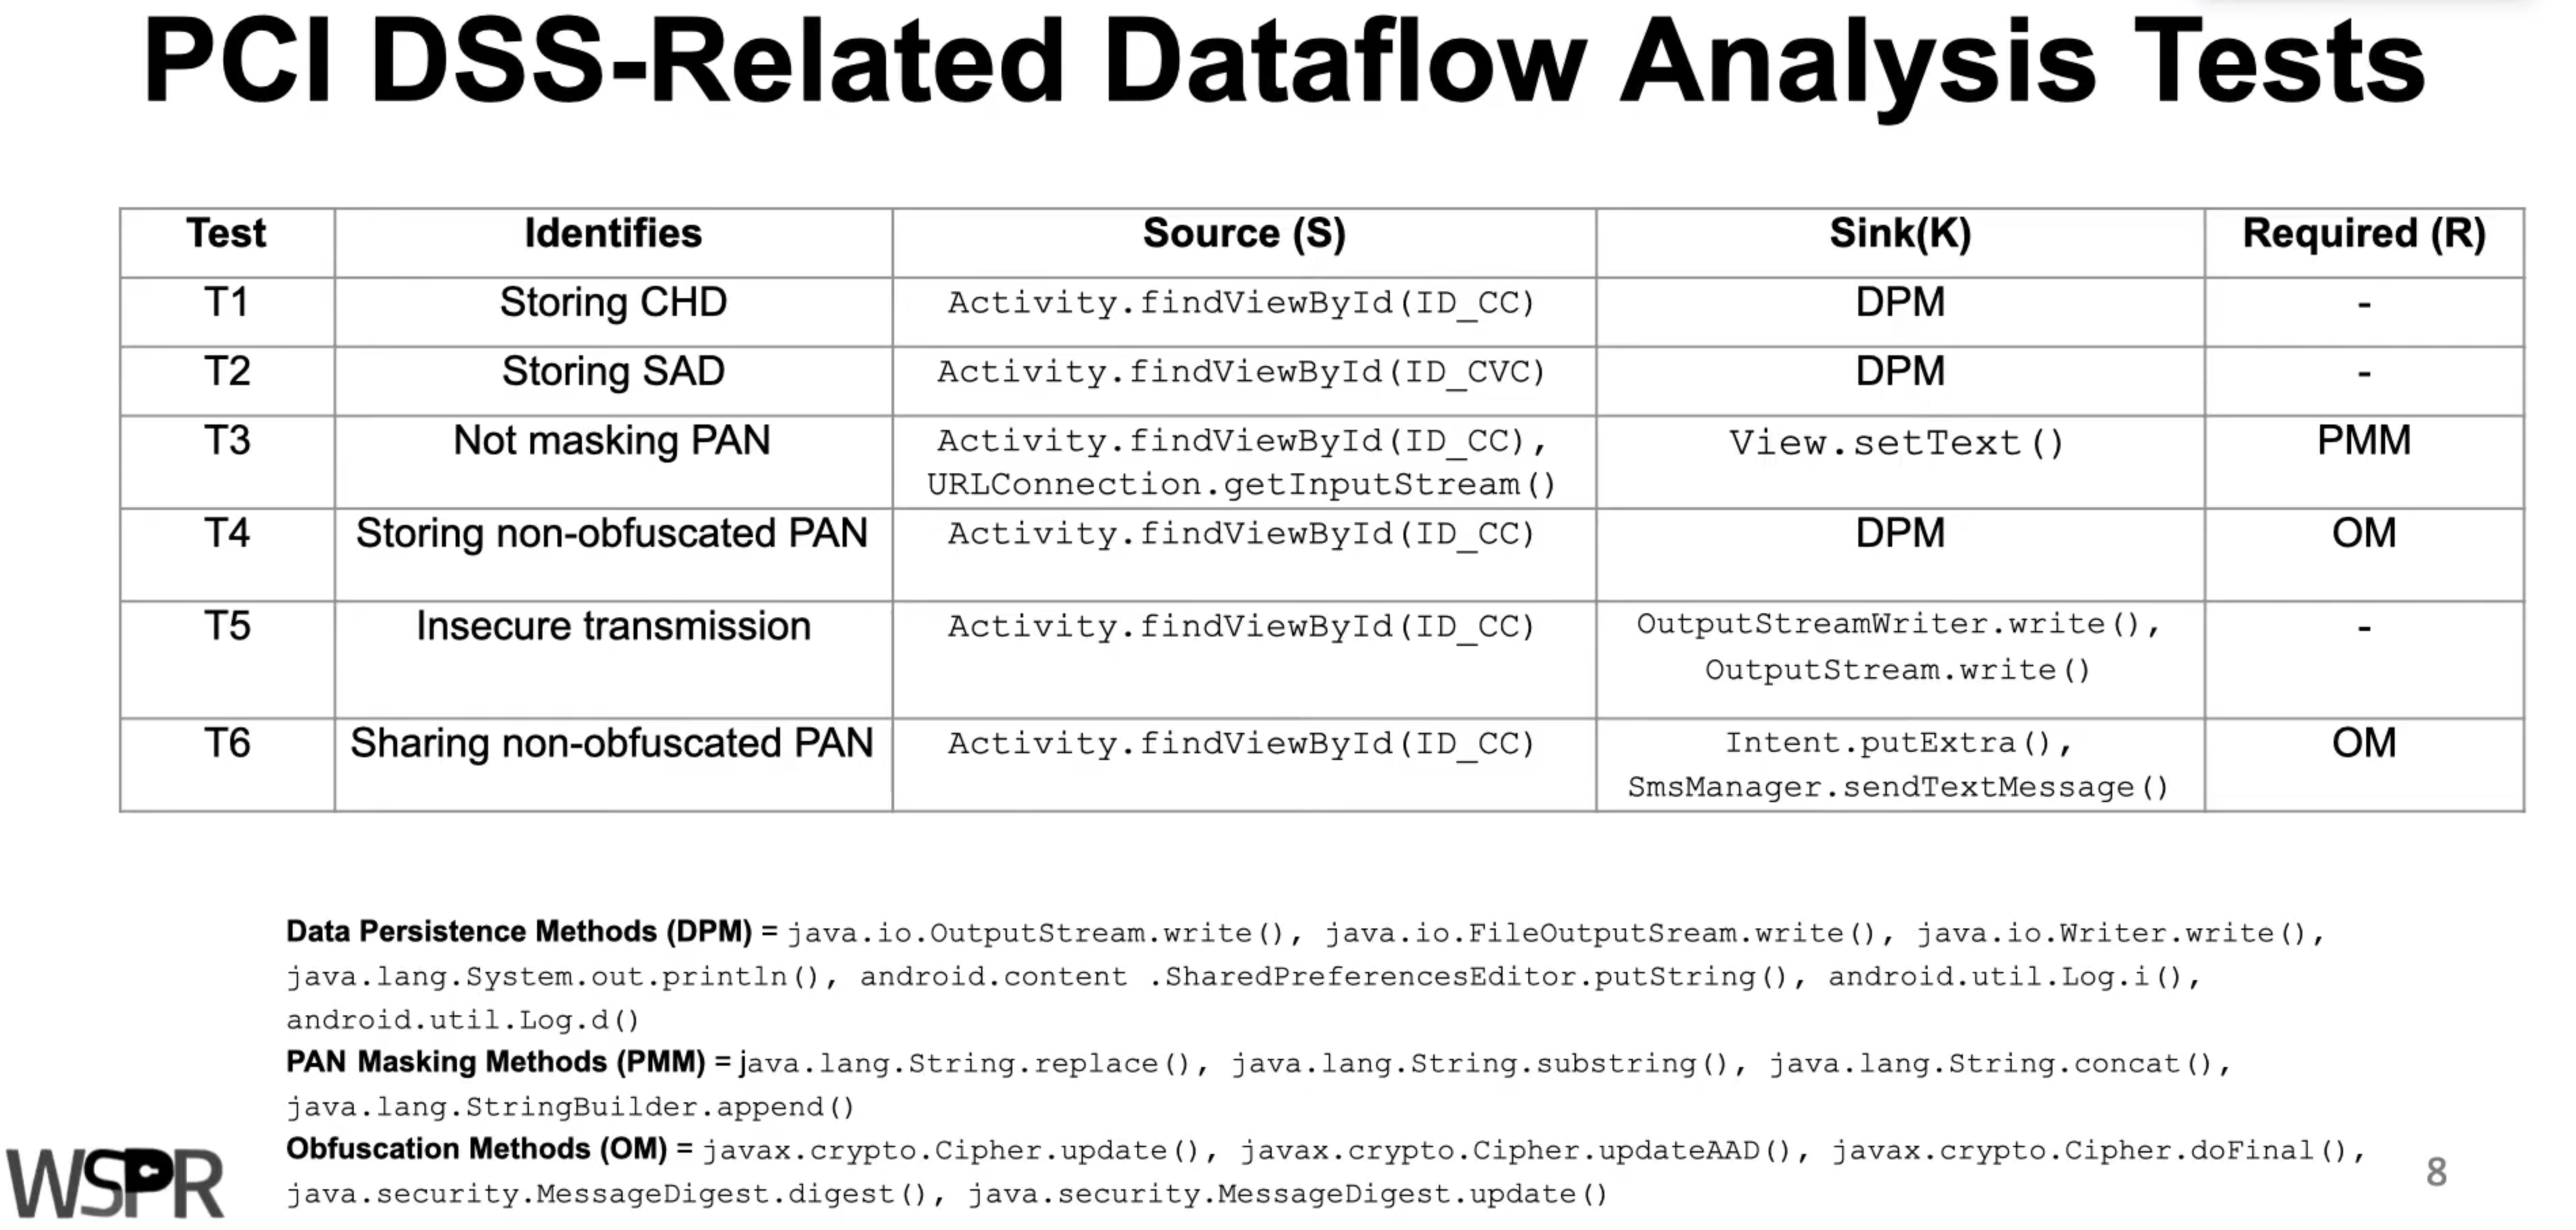 PCI DSS-Related Dataflow Analysis Tests
Test Identifies Source (S) Sink(K) Required (R)
T1 Storing CHD Activity.findViewById(ID_CC) DPM -
T2 Storing SAD Activity.findViewById(ID_CVC) DPM -
T3 Not masking PAN Activity.findViewById(ID_CC), View.setText() PMM
URLConnection.getInputStream()
T4 Storing non-obfuscated PAN Activity.findViewById(ID_CC) DPM OM
T5 Insecure transmission Activity.findViewById(ID_CC) OutputStreamWriter.write(), -
OutputStream.write()
T6 Sharing non-obfuscated PAN Activity.findViewById(ID_CC) Intent.putExtra(), OM
SmsManager.sendTextMessage()
Data Persistence Methods (DPM) = java.io.OutputStream.write(), java.io.FileOutputSream.write(), java.io.Writer.write(),
java.lang.System.out.println(), android.content .SharedPreferencesEditor.putString(), android.util.Log.i(),
android.util.Log.d()
PAN Masking Methods (PMM) = java.lang.String.replace(), java.lang.String.substring(), java.lang.String.concat(),
java.lang.StringBuilder.append()
Obfuscation Methods (OM) = javax.crypto.Cipher.update(), javax.crypto.Cipher.updateAAD(), javax.crypto.Cipher.doFinal(),
java.security.MessageDigest.digest(), java.security.MessageDigest.update()
WSPR
8